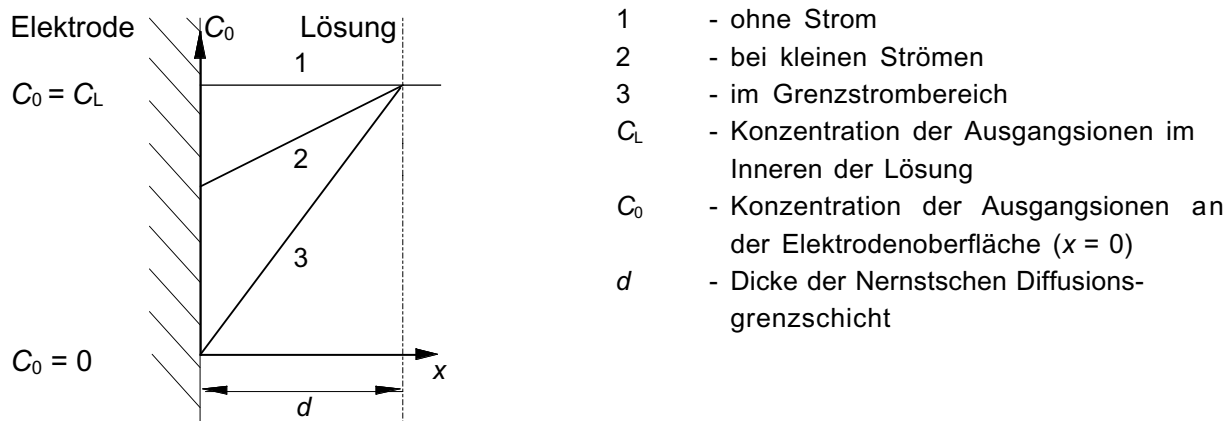 Elektrode
C0
Lösung
1
C0 = CL
2
3
C0 = 0
x
d
1 - ohne Strom
2 - bei kleinen Strömen
3 - im Grenzstrombereich
CL - Konzentration der Ausgangsionen im
Inneren der Lösung
C0 - Konzentration der Ausgangsionen an
der Elektrodenoberfläche (x = 0)
d - Dicke der Nernstschen Diffusions-
grenzschicht